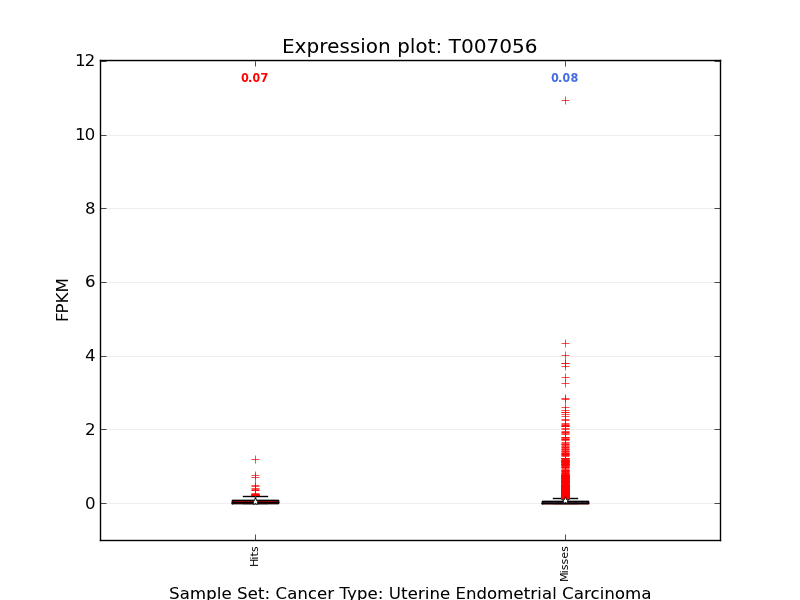 Expression plot: T007056
12
0.07
0.08
10
8
6
FPKM
4
2
0
Hits
Misses
Sample Set: Cancer Type: Uterine Endometrial Carcinoma